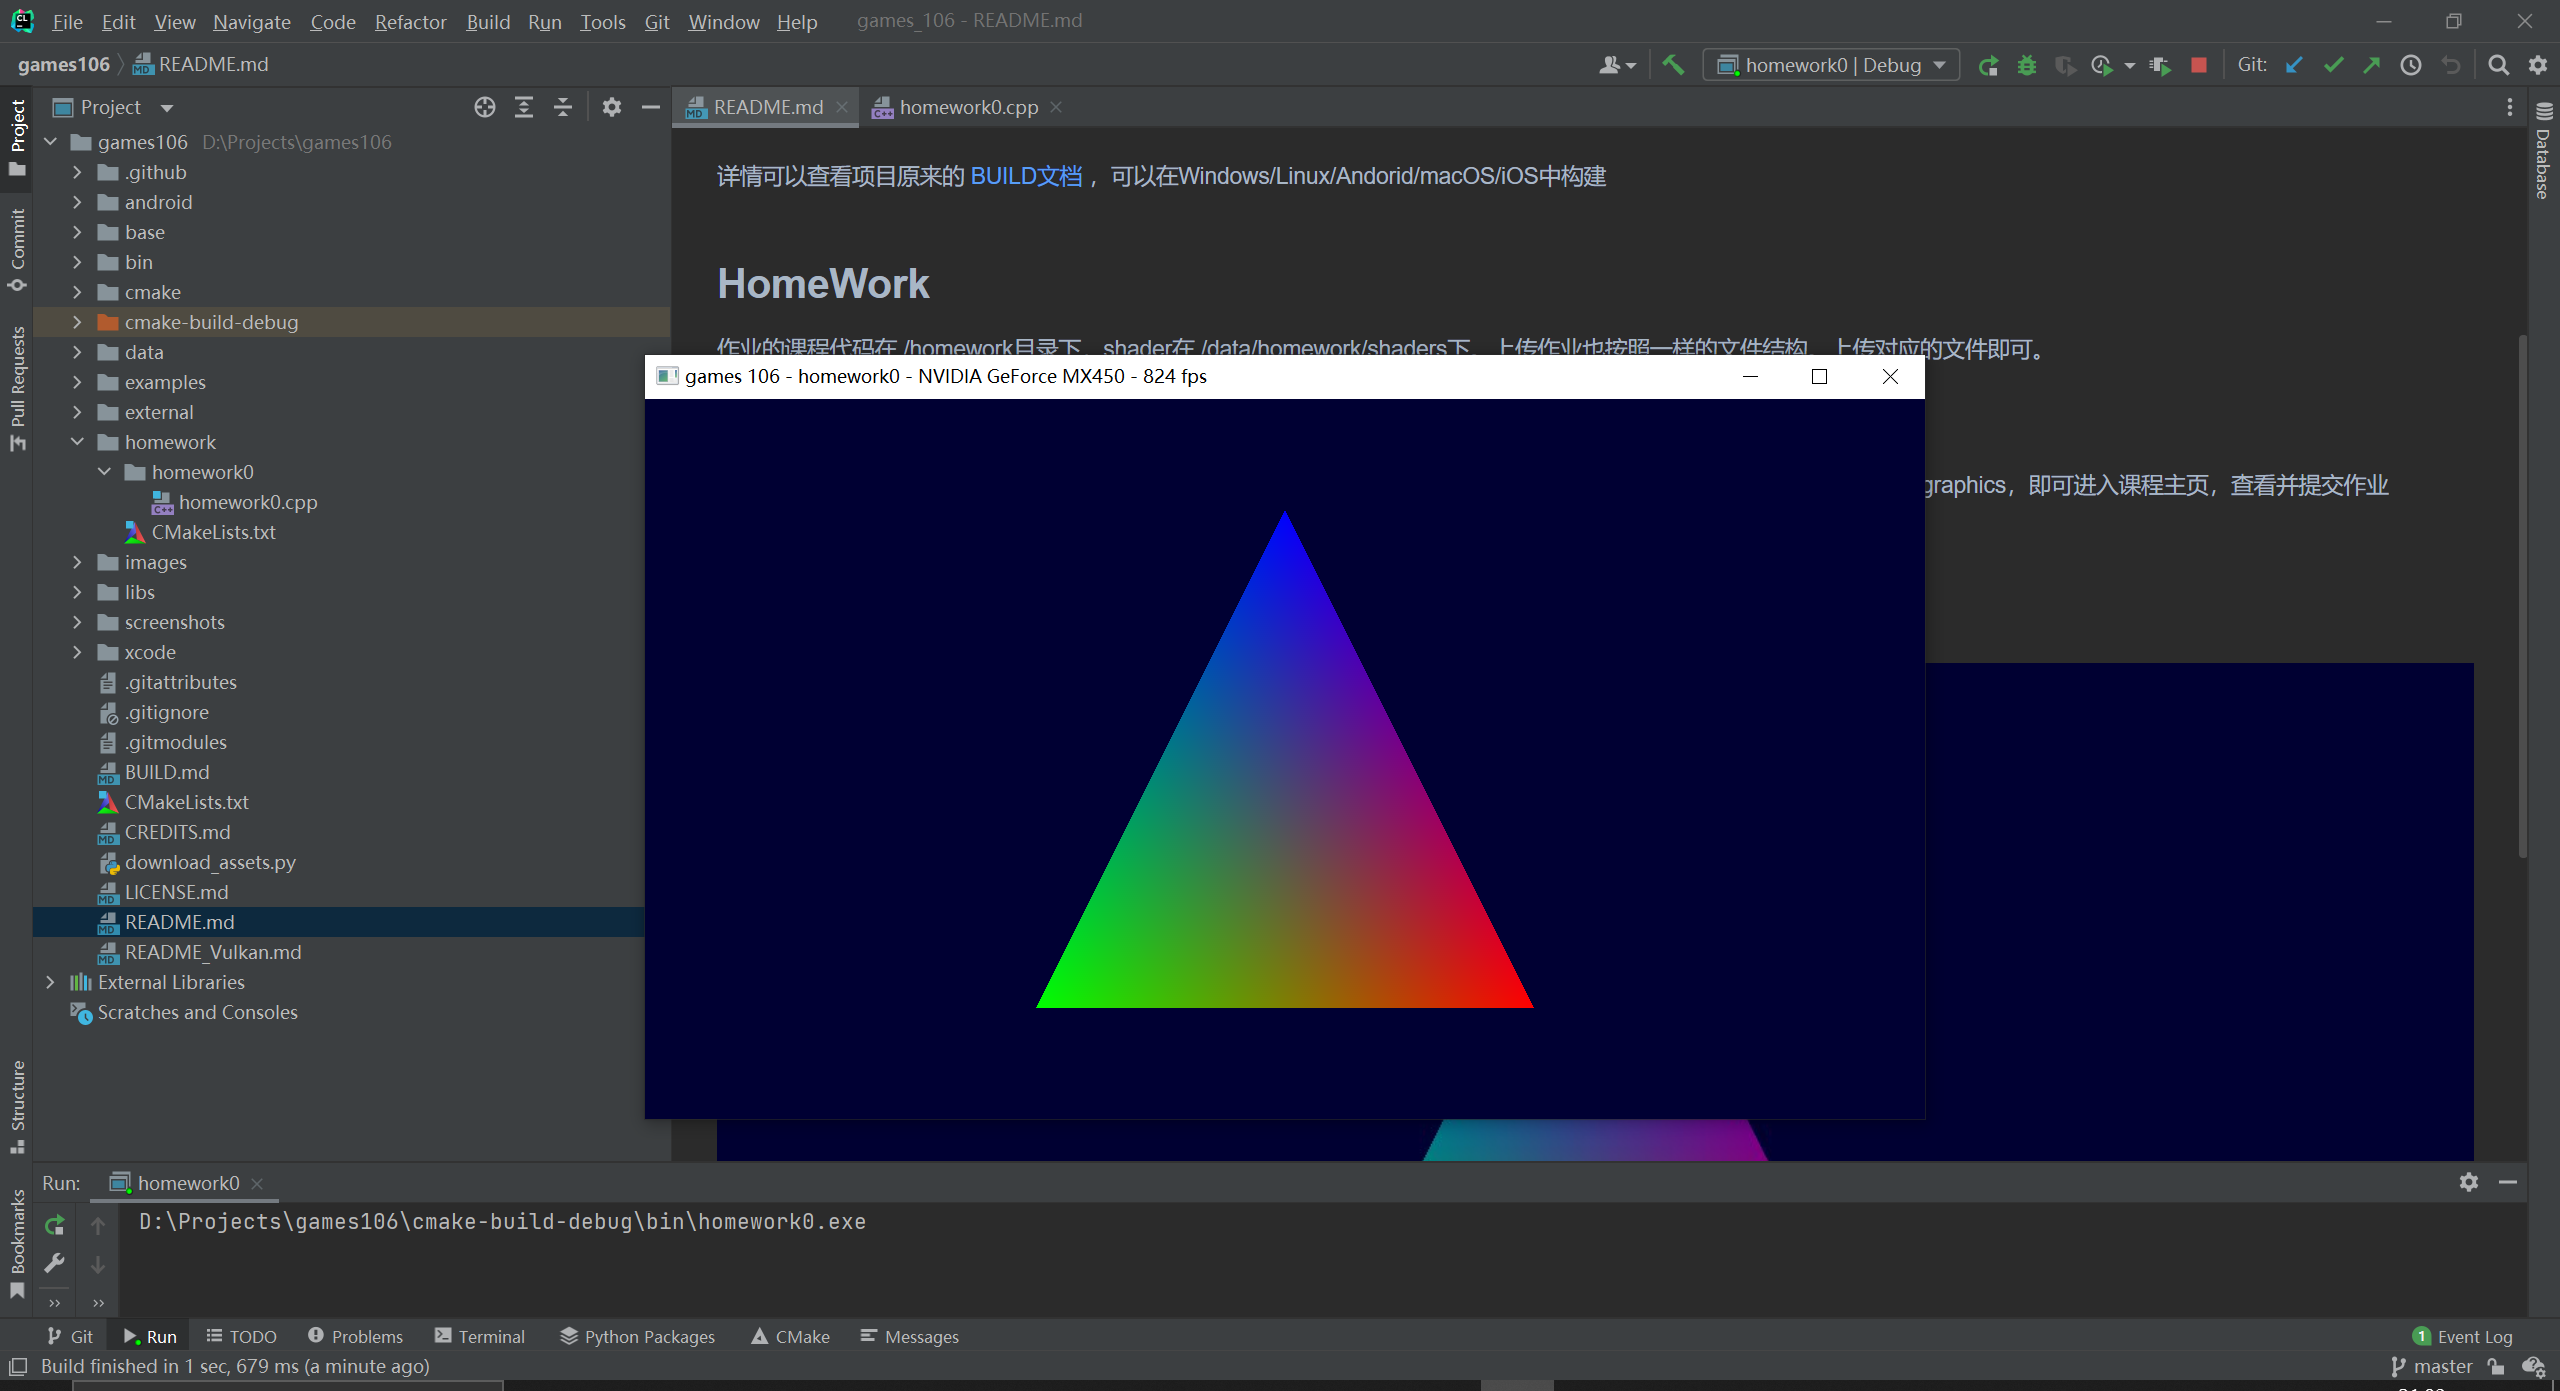 File Edit View Navigate Code Refactor Build Run Tools Git Window Help games_106 - README.md
games106 README.md
homework0 | Debug
Git:
Project
README.md
homework0.cpp
games106 D:\Projects\games106
.github
android
base
bin
cmake
cmake-build-debug
data
examples
external
homework
homework0
homework0.cpp
CMakeLists.txt
images
libs
screenshots
xcode
.gitattributes
.gitignore
.gitmodules
BUILD.md
CMakeLists.txt
CREDITS.md
download_assets.py
LICENSE.md
README.md
README_Vulkan.md
External Libraries
Scratches and Consoles
Project
Commit
Pull Requests
Structure
Bookmarks
Database
详情可以查看项目原来的 BUILD文档 ，可以在Windows/Linux/Andorid/macOS/iOS中构建
HomeWork
作业的课程代码在 /homework目录下，shader在 /data/homework/shaders下，上传作业也按照一样的文件结构，上传对应的文件即可。
games 106 - homework0 - NVIDIA GeForce MX450 - 824 fps
graphics，即可进入课程主页，查看并提交作业
Run: homework0
D:\Projects\games106\cmake-build-debug\bin\homework0.exe
Git Run TODO Problems Terminal Python Packages CMake Messages
1 Event Log
Build finished in 1 sec, 679 ms (a minute ago)
master